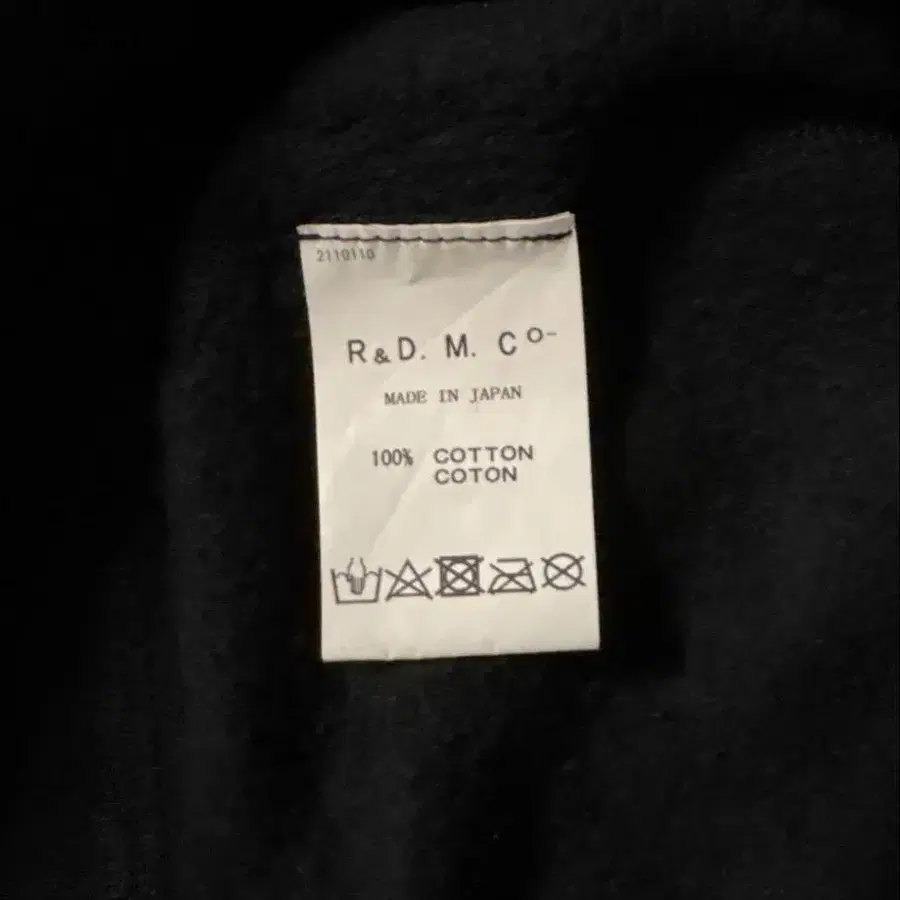 2110110
R&D. M. Co-
MADE IN JAPAN
100% COTTON
COTON